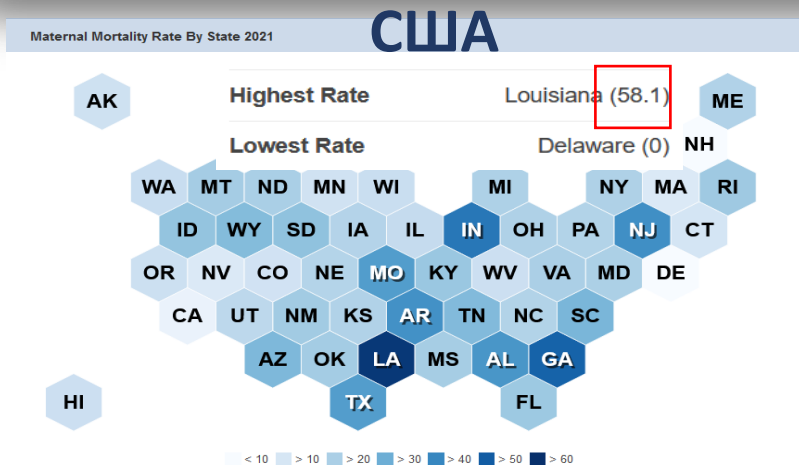 США
Maternal Mortality Rate By State 2021
Highest Rate Louisiana (58.1)
Lowest Rate Delaware (0)
AK ME
NH
WA MT ND MN WI MI NY MA RI
ID WY SD IA IL IN OH PA NJ CT
OR NV CO NE MO KY WV VA MD DE
CA UT NM KS AR TN NC SC
AZ OK LA MS AL GA
HI TX FL
< 10 > 10 > 20 > 30 > 40 > 50 > 60